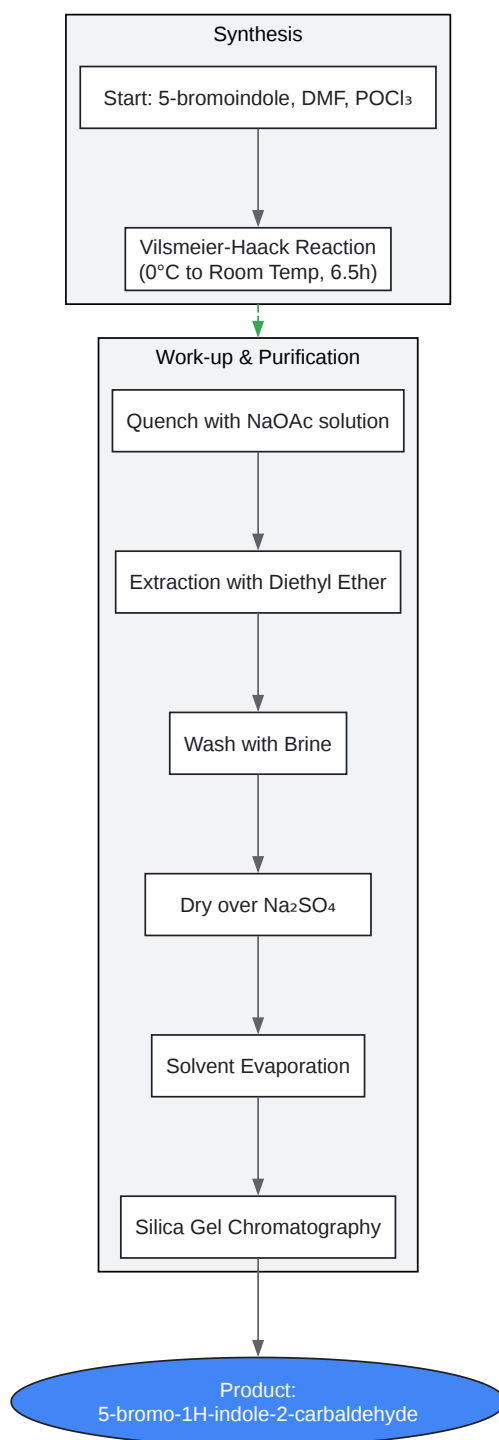 Synthesis
Start: 5-bromoindole, DMF, POCl₃
Vilsmeier-Haack Reaction
(0°C to Room Temp, 6.5h)
Work-up & Purification
Quench with NaOAc solution
Extraction with Diethyl Ether
Wash with Brine
Dry over Na₂SO₄
Solvent Evaporation
Silica Gel Chromatography
Product:
5-bromo-1H-indole-2-carbaldehyde